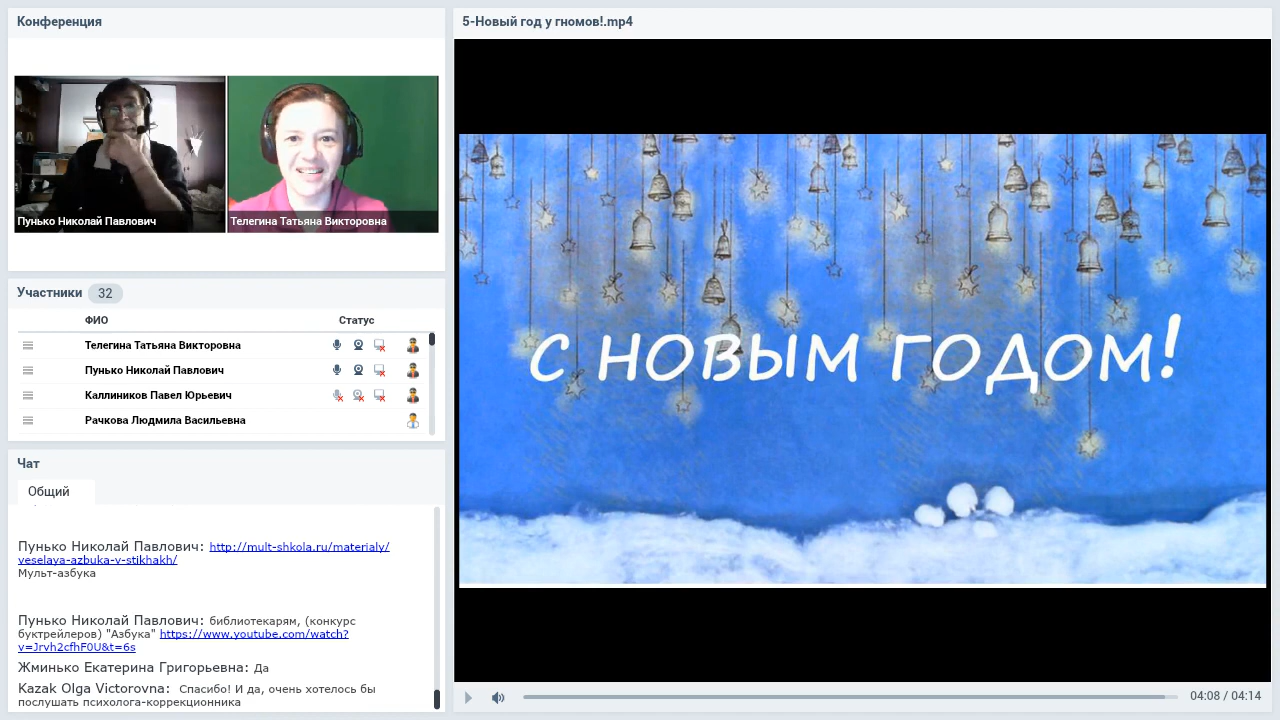 Конференция
Пунько Николай Павлович
Телегина Татьяна Викторовна
Участники 32
ФИО Статус
Телегина Татьяна Викторовна
Пунько Николай Павлович
Каллиников Павел Юрьевич
Рачкова Людмила Васильевна
Чат
Общий
Пунько Николай Павлович: http://mult-shkola.ru/materialy/
veselaya-azbuka-v-stikhakh/
Мульт-азбука
Пунько Николай Павлович: библиотекарям, (конкурс
буктрейлеров) "Азбука" https://www.youtube.com/watch?
v=Jrvh2cfhF0U&t=6s
Жминько Екатерина Григорьевна: Да
Kazak Olga Victorovna: Спасибо! И да, очень хотелось бы
послушать психолога-коррекционника
5-Новый год у гномов!.mp4
С НОВЫМ ГОДОМ!
04:08 / 04:14